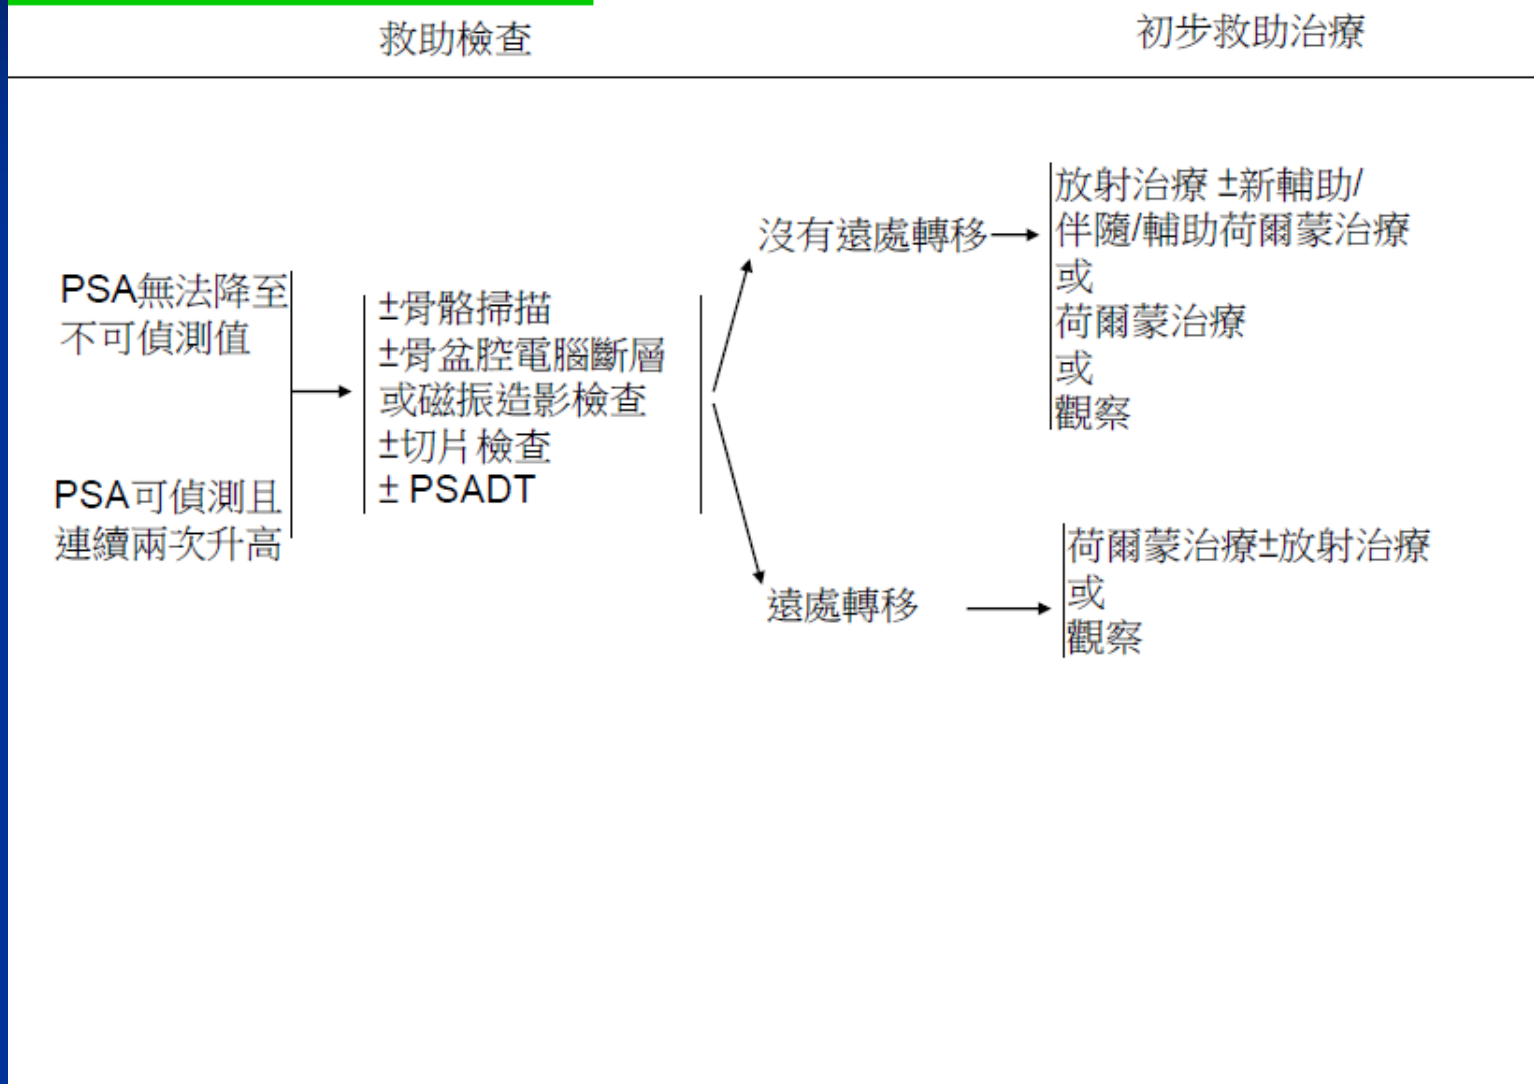 救助檢查
初步救助治療
PSA無法降至
不可偵測值
PSA可偵測且
連續兩次升高
±骨骼掃描
±骨盆腔電腦斷層
或磁振造影檢查
±切片檢查
± PSADT
沒有遠處轉移
放射治療 ±新輔助/
伴隨/輔助荷爾蒙治療
或
荷爾蒙治療
或
觀察
遠處轉移
荷爾蒙治療±放射治療
或
觀察